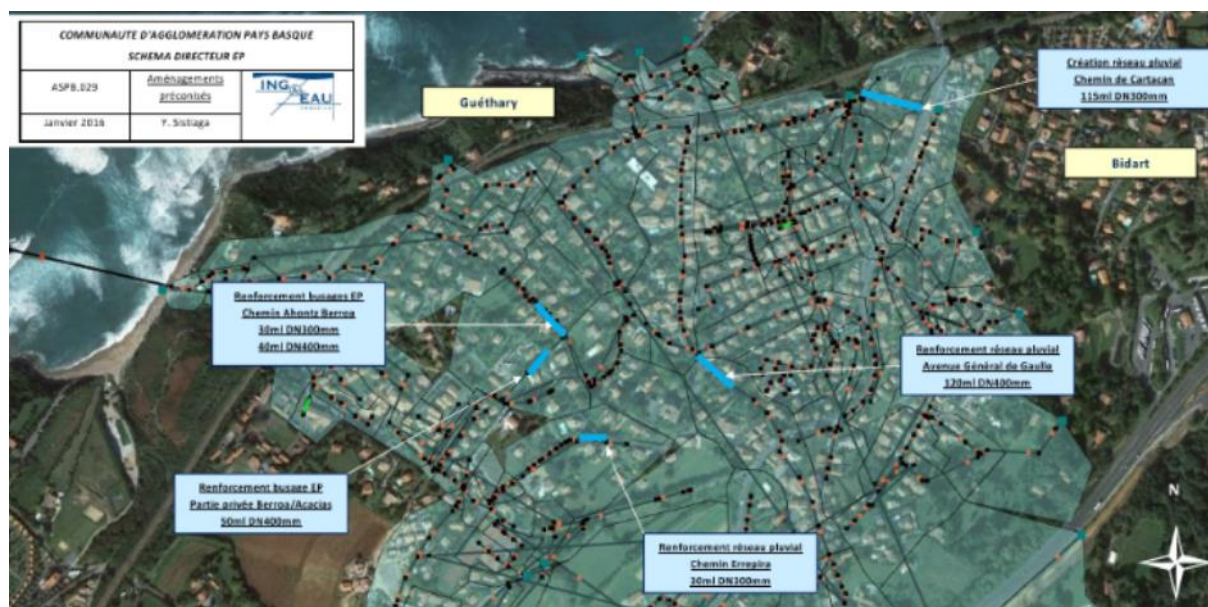 COMMUNAUTE D'AGGLOMERATION PAYS BASQUE
SCHEMA DIRECTEUR EP
ASPB.029
Aménagements
préconisés
ING
EAU
Janvier 2016
Y. Sistiaga
Guéthary
Création réseau pluvial
Chemin de Cartacan
115ml DN300mm
Bidart
Renforcement busages EP
Chemin Ahontz Berroa
30ml DN300mm
40ml DN400mm
Renforcement réseau pluvial
Avenue Général de Gaulle
120ml DN400mm
Renforcement busage EP
Partie privée Berroa/Acacias
50ml DN400mm
Renforcement réseau pluvial
Chemin Errepira
30ml DN300mm
N